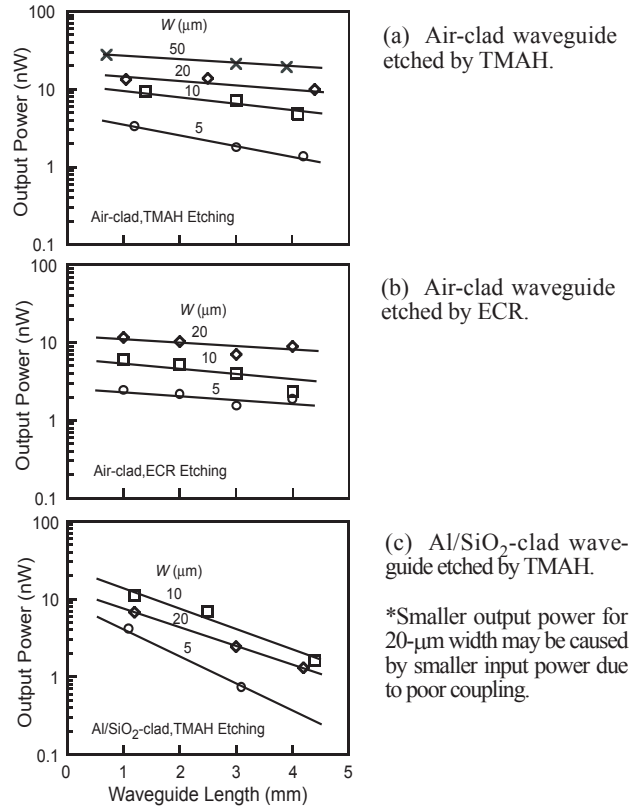 100
W (μm)
50
20
10
10
5
1
0.1
Output Power (nW)
Air-clad,TMAH Etching
(a) Air-clad waveguide
etched by TMAH.
100
W (μm)
20
10
10
5
1
0.1
Output Power (nW)
Air-clad,ECR Etching
(b) Air-clad waveguide
etched by ECR.
100
W (μm)
10
10
20
5
1
0.1
Output Power (nW)
Al/SiO2-clad,TMAH Etching
0 1 2 3 4 5
Waveguide Length (mm)
(c) Al/SiO2-clad wave-
guide etched by TMAH.
*Smaller output power for
20-μm width may be caused
by smaller input power due
to poor coupling.